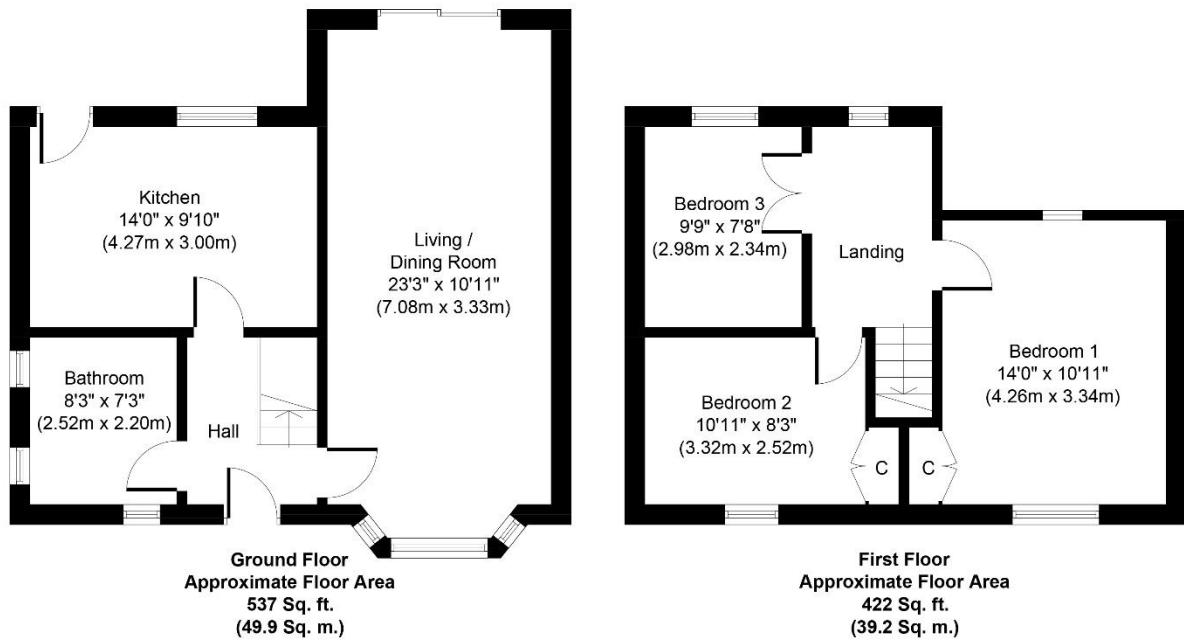 Kitchen
14'0" x 9'10"
(4.27m x 3.00m)
Living /
Dining Room
23'3" x 10'11"
(7.08m x 3.33m)
Bathroom
8'3" x 7'3"
(2.52m x 2.20m)
Hall
Ground Floor
Approximate Floor Area
537 Sq. ft.
(49.9 Sq. m.)
Bedroom 3
9'9" x 7'8"
(2.98m x 2.34m)
Landing
Bedroom 1
14'0" x 10'11"
(4.26m x 3.34m)
Bedroom 2
10'11" x 8'3"
(3.32m x 2.52m)
C
C
First Floor
Approximate Floor Area
422 Sq. ft.
(39.2 Sq. m.)